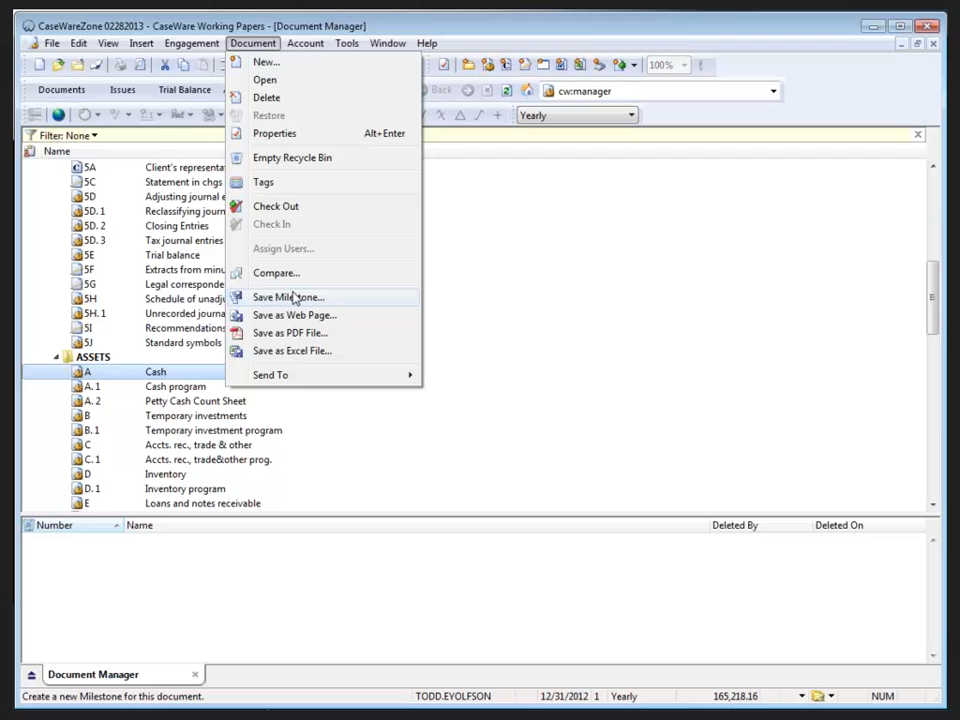 CaseWareZone 02282013 - CaseWare Working Papers - [Document Manager]
File Edit View Insert Engagement Document Account Tools Window Help
100%
Documents Issues Trial Balance
Back
cw:manager
Yearly
Filter: None
Name
New...
Open
Delete
Restore
Properties Alt+Enter
Empty Recycle Bin
Tags
Check Out
Check In
Assign Users...
Compare...
Save Milestone...
Save as Web Page...
Save as PDF File...
Save as Excel File...
Send To
5A Client's representa
5C Statement in chgs
5D Adjusting journal e
5D. 1 Reclassifying journ
5D. 2 Closing Entries
5D. 3 Tax journal entries
5E Trial balance
5F Extracts from minu
5G Legal correspondenc
5H Schedule of unadj
5H. 1 Unrecorded journal
5I Recommendations
5J Standard symbols
ASSETS
A Cash
A. 1 Cash program
A. 2 Petty Cash Count Sheet
B Temporary investments
B. 1 Temporary investment program
C Accts. rec., trade & other
C. 1 Accts. rec., trade&other prog.
D Inventory
D. 1 Inventory program
E Loans and notes receivable
Number Name Deleted By Deleted On
Document Manager
Create a new Milestone for this document. TODD.EYOLFSON 12/31/2012 1 Yearly 165,218.16 NUM